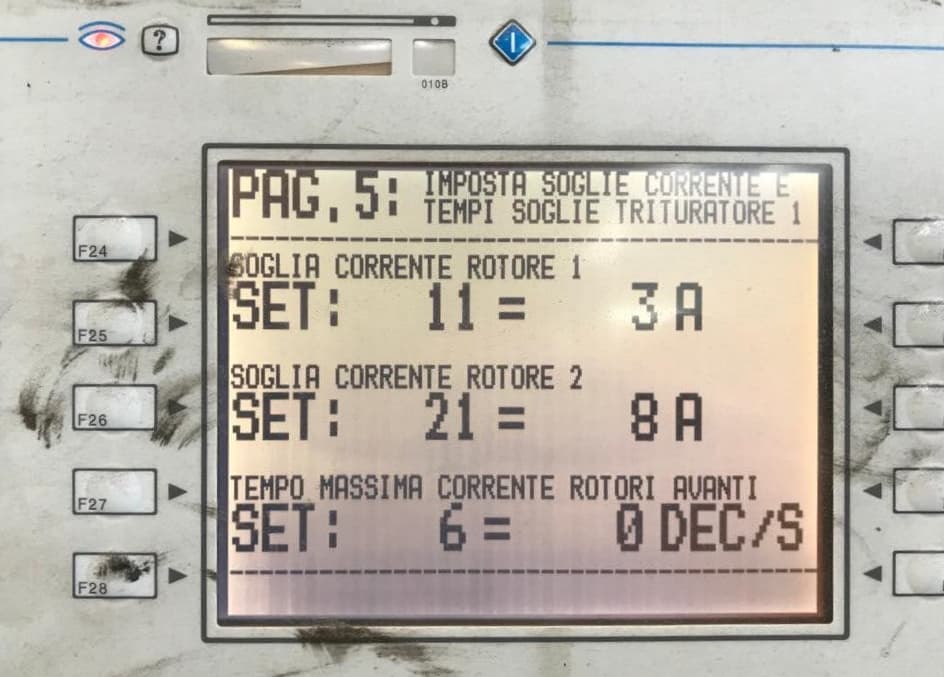 ?
010B
PAG. 5: IMPOSTA SOGLIE CORRENTE E
TEMPI SOGLIE TRITURATORE 1
SOGLIA CORRENTE ROTORE 1
SET: 11 = 3 A
SOGLIA CORRENTE ROTORE 2
SET: 21 = 8 A
TEMPO MASSIMA CORRENTE ROTORI AVANTI
SET: 6 = 0 DEC/S
F24
F25
F26
F27
F28